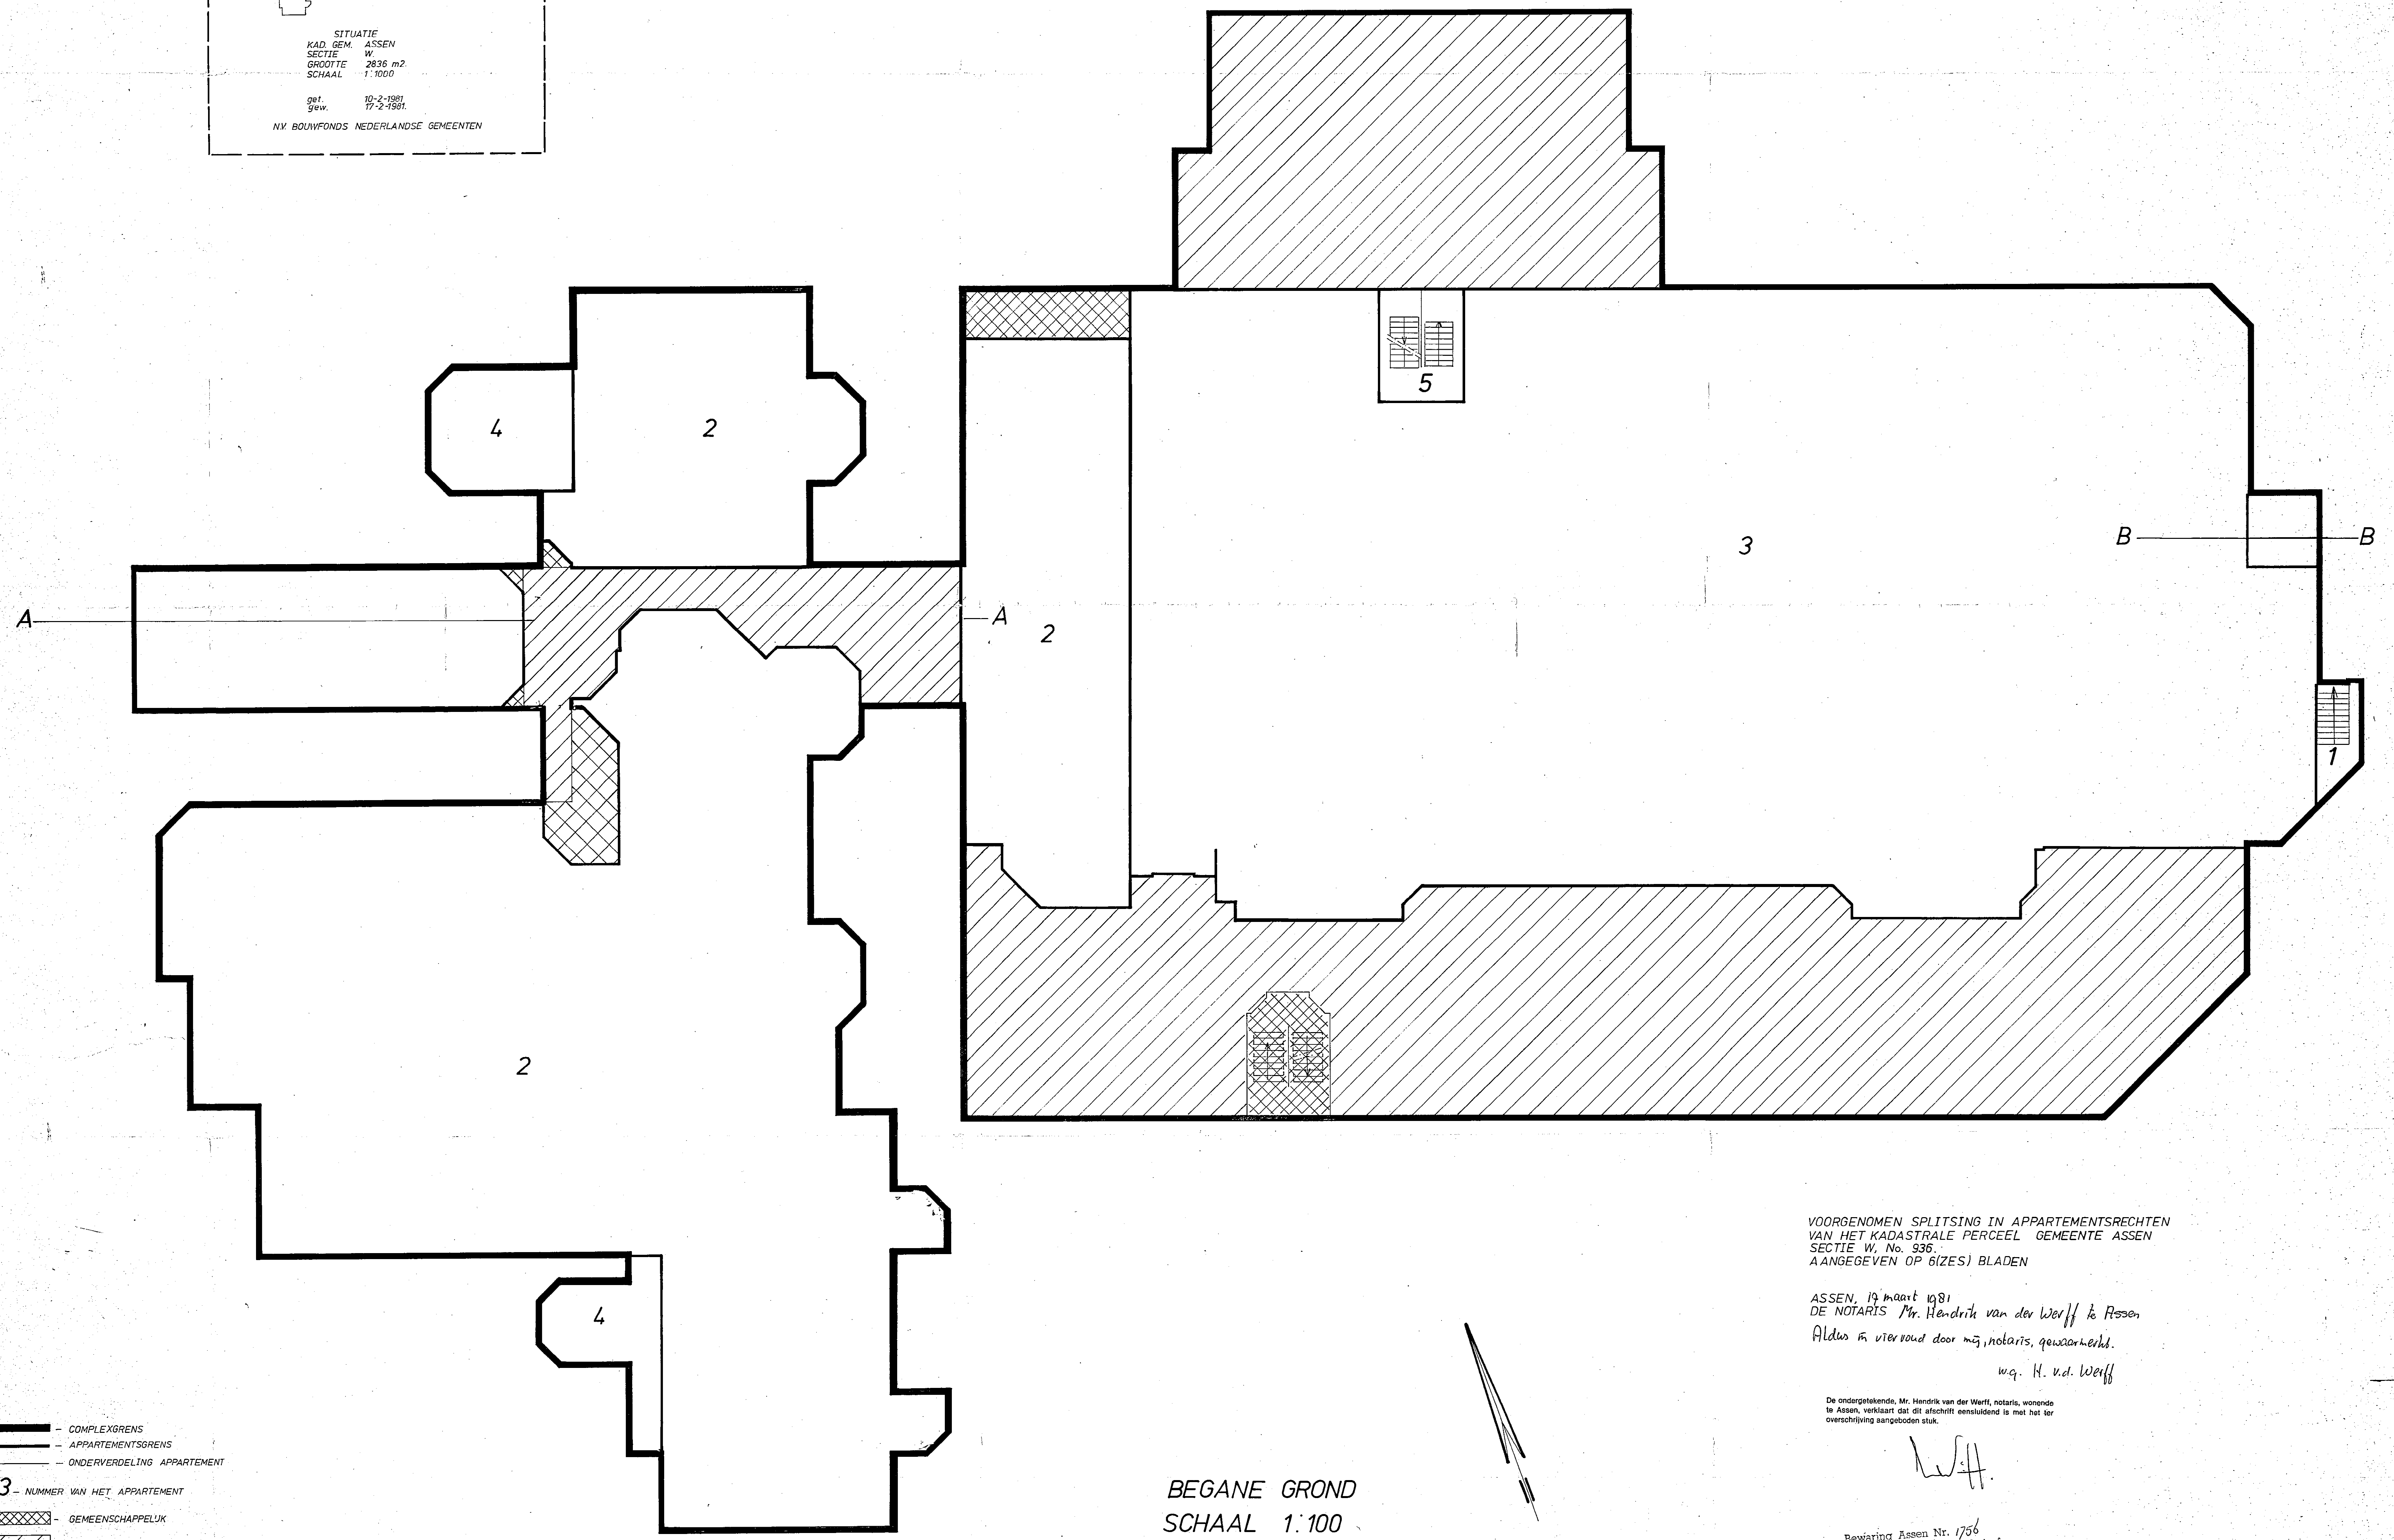 SITUATIE
KAD. GEM. ASSEN
SECTIE W.
GROOTTE 2836 m2.
SCHAAL 1:1000
get. 10-2-1981
gew. 17-2-1981.
N.V. BOUWFONDS NEDERLANDSE GEMEENTEN
5
4
2
3
B
B
A
A
2
1
2
4
VOORGENOMEN SPLITSING IN APPARTEMENTSRECHTEN
VAN HET KADASTRALE PERCEEL GEMEENTE ASSEN
SECTIE W, No. 936.
AANGEGEVEN OP 6(ZES) BLADEN
ASSEN, 19 maart 1981
DE NOTARIS Mr. Hendrik van der Werff te Assen
Aldus in viervoud door mij, notaris, gewaarmerkt.
w.g. H. v.d. Werff
De ondergetekende, Mr. Hendrik van der Werff, notaris, wonende
te Assen, verklaart dat dit afschrift eensluidend is met het ter
overschrijving aangeboden stuk.
- COMPLEXGRENS
- APPARTEMENTSGRENS
- ONDERVERDELING APPARTEMENT
3 - NUMMER VAN HET APPARTEMENT
- GEMEENSCHAPPELIJK
BEGANE GROND
SCHAAL 1:100
Bewaring Assen Nr. 1756